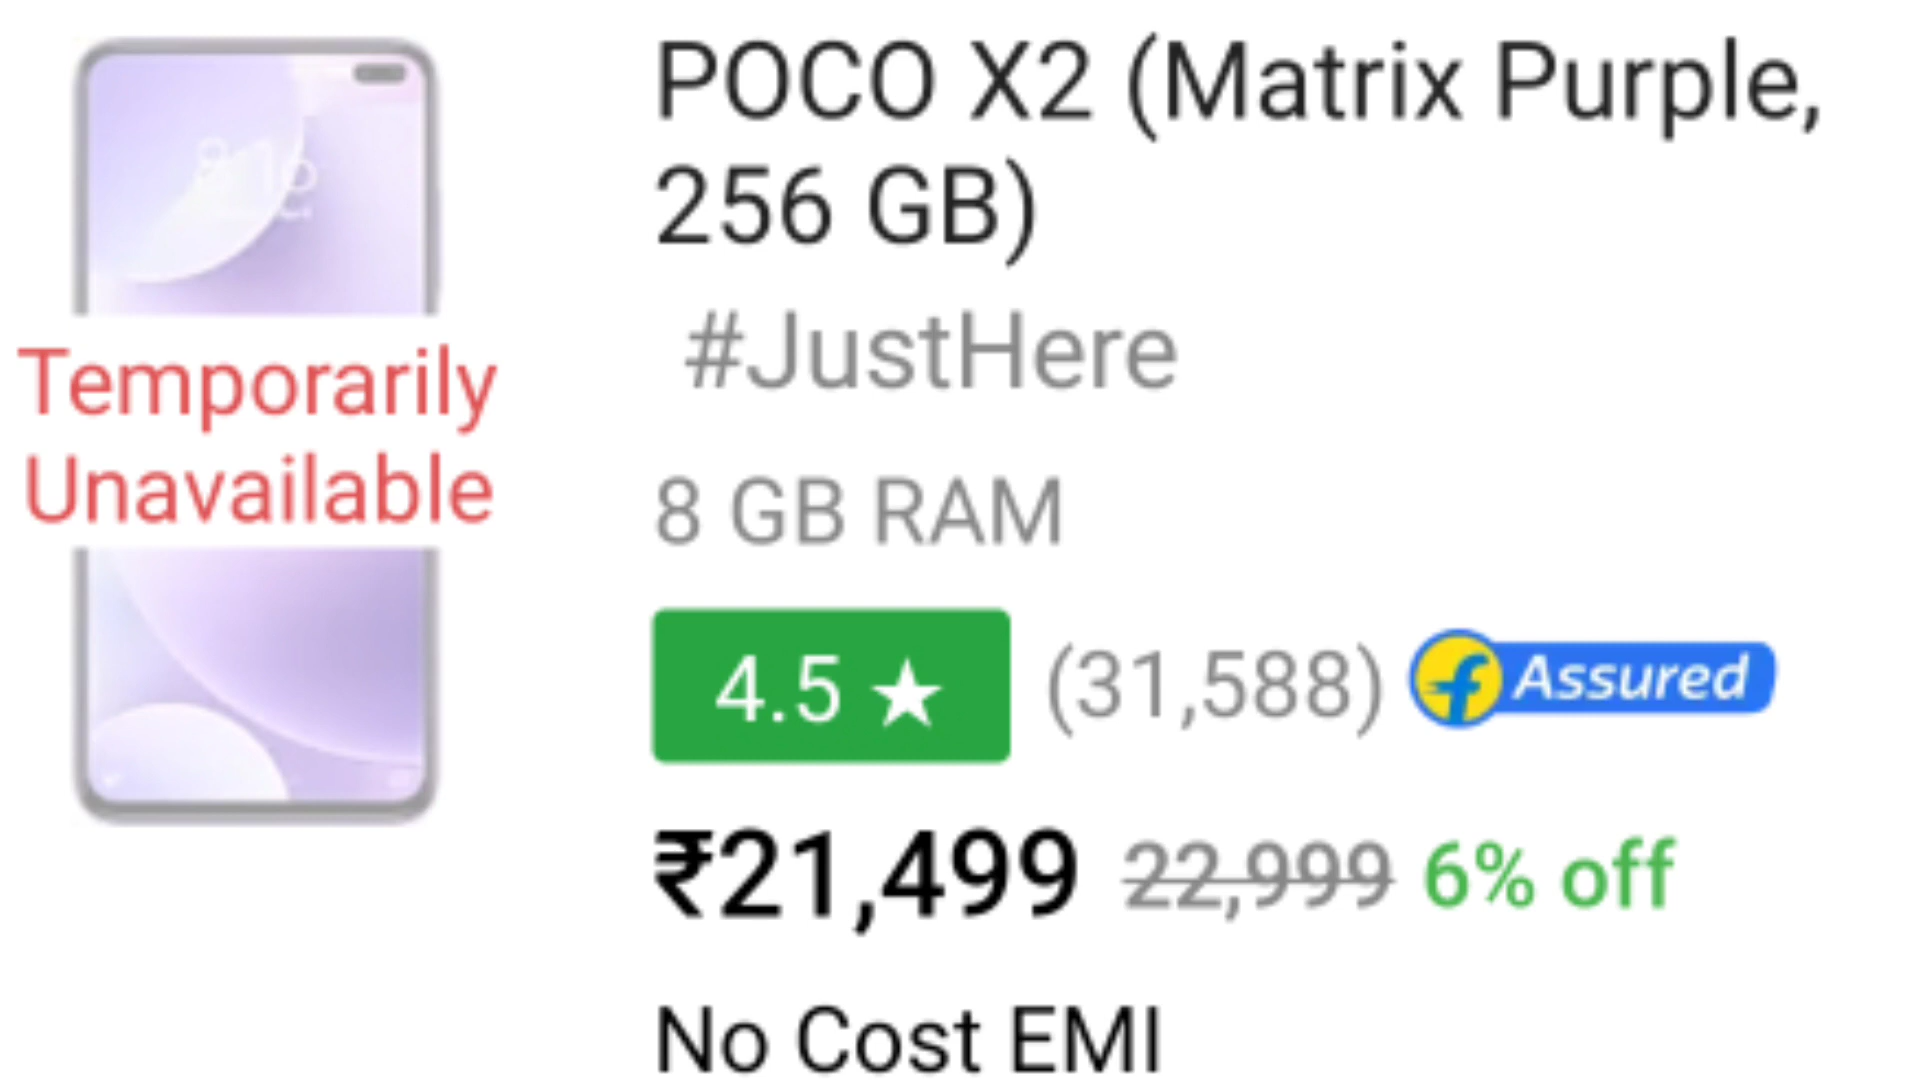 POCO X2 (Matrix Purple,
256 GB)
#JustHere
Temporarily
Unavailable
8 GB RAM
4.5 ★ (31,588) f Assured
₹21,499 22,999 6% off
No Cost EMI